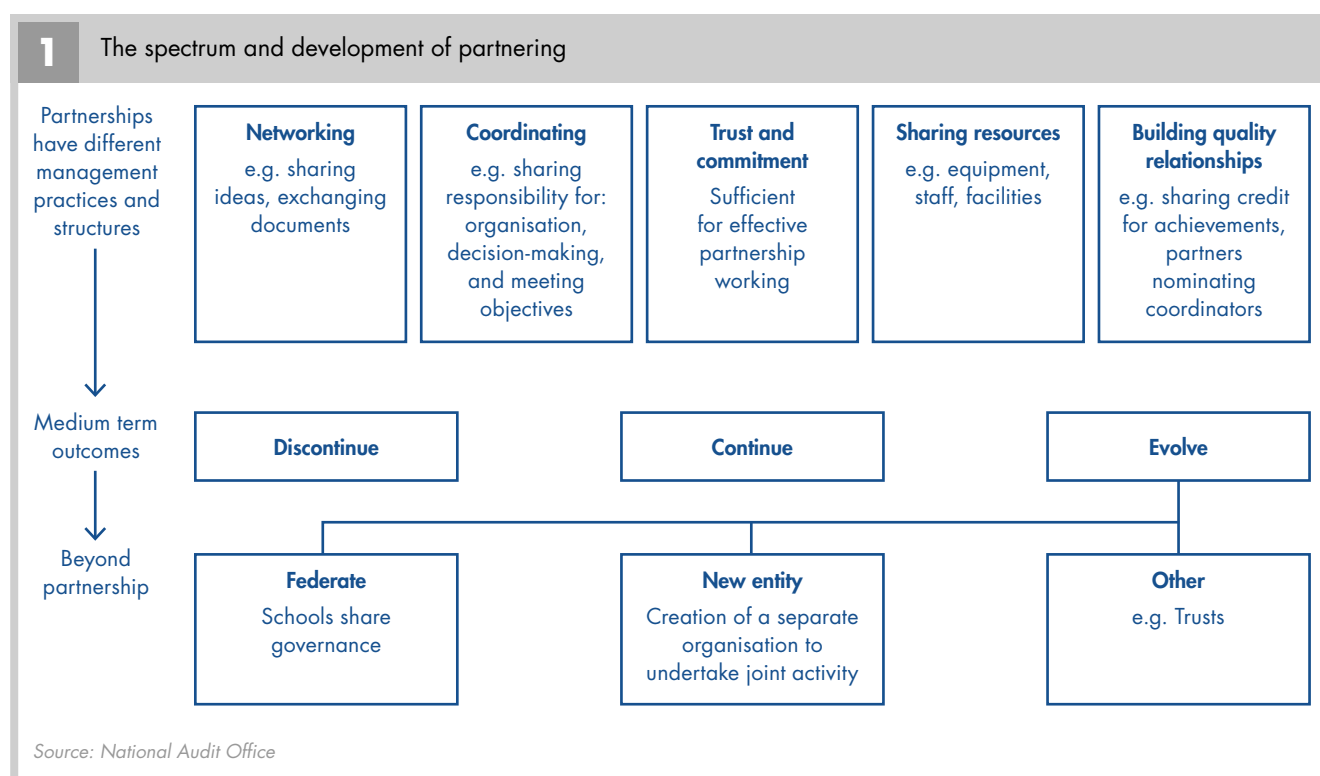 1
The spectrum and development of partnering
Partnerships
have different
management
practices and
structures
Networking
e.g. sharing
ideas, exchanging
documents
Coordinating
e.g. sharing
responsibility for:
organisation,
decision-making,
and meeting
objectives
Trust and
commitment
Sufficient
for effective
partnership
working
Sharing resources
e.g. equipment,
staff, facilities
Building quality
relationships
e.g. sharing credit
for achievements,
partners
nominating
coordinators
Medium term
outcomes
Discontinue
Continue
Evolve
Beyond
partnership
Federate
Schools share
governance
New entity
Creation of a separate
organisation to
undertake joint activity
Other
e.g. Trusts
Source: National Audit Office